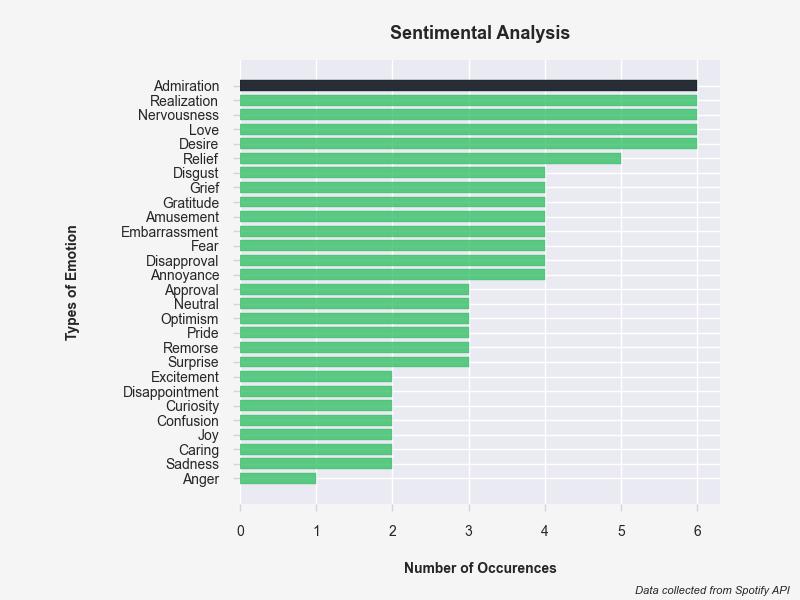 Sentimental Analysis
Types of Emotion
Admiration
Realization
Nervousness
Love
Desire
Relief
Disgust
Grief
Gratitude
Amusement
Embarrassment
Fear
Disapproval
Annoyance
Approval
Neutral
Optimism
Pride
Remorse
Surprise
Excitement
Disappointment
Curiosity
Confusion
Joy
Caring
Sadness
Anger
0 1 2 3 4 5 6
Number of Occurences
Data collected from Spotify API